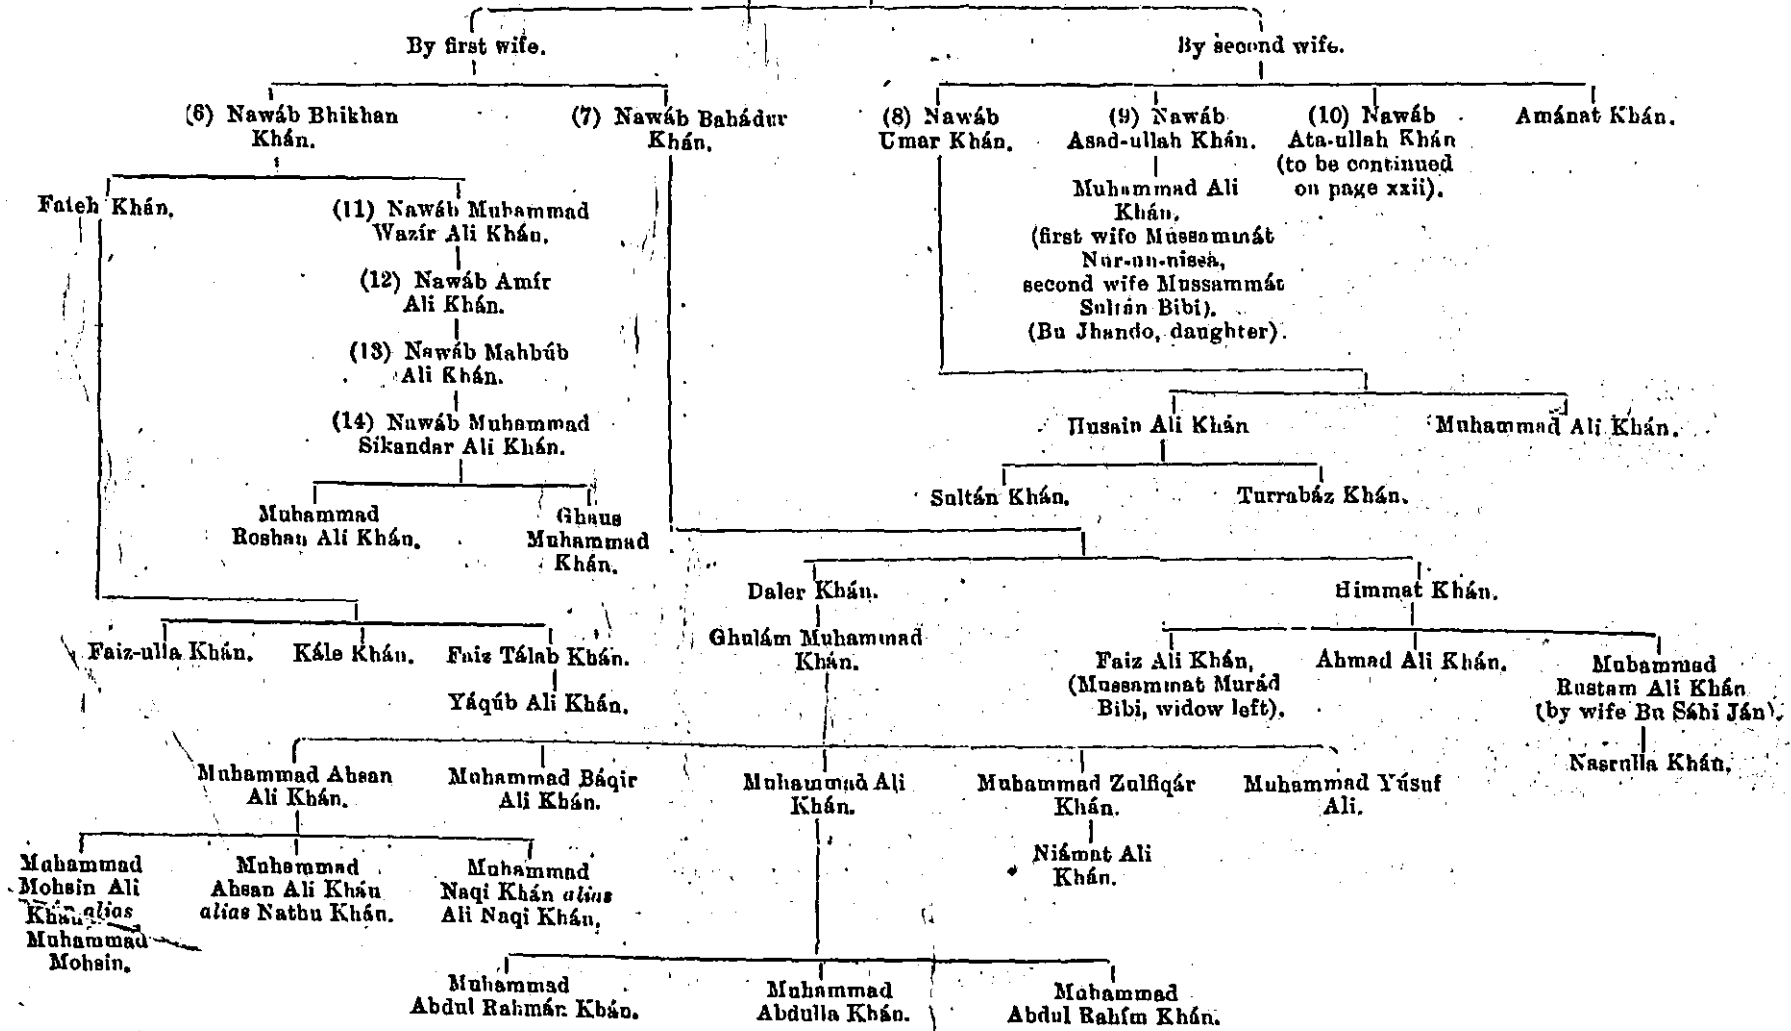 By first wife.
By second wife.
(6) Nawáb Bhikhan
Khán.
(7) Nawáb Bahádur
Khán.
(8) Nawáb
Umar Khán.
(9) Nawáb
Asad-ullah Khán.
(10) Nawáb
Ata-ullah Khán
(to be continued
on page xxii).
Amánat Khán.
Muhammad Ali
Khán,
(first wife Mussammát
Nur-un-nissa,
second wife Mussammát
Sultán Bibi).
(Bu Jhando, daughter).
Fateh Khán.
(11) Nawáb Muhammad
Wazír Ali Khán.
(12) Nawáb Amír
Ali Khán.
(13) Nawáb Mahbúb
Ali Khán.
(14) Nawáb Muhammad
Sikandar Ali Khán.
Husain Ali Khán
Muhammad Ali Khán.
Sultán Khán.
Turrabáz Khán.
Muhammad
Roshan Ali Khán.
Ghaus
Muhammad
Khán.
Daler Khán.
Himmat Khán.
Faiz-ulla Khán.
Kále Khán.
Faiz Tálab Khán.
Ghulám Muhammad
Khán.
Faiz Ali Khán,
(Mussammat Murád
Bibi, widow left).
Ahmad Ali Khán.
Muhammad
Rustam Ali Khán
(by wife Bu Sáhi Ján).
Yáqúb Ali Khán.
Nasrulla Khán.
Muhammad Ahsan
Ali Khán.
Muhammad Báqir
Ali Khán.
Muhammad Ali
Khán.
Muhammad Zulfiqár
Khán.
Muhammad Yúsuf
Ali.
Muhammad
Mohsin Ali
Khán alias
Muhammad
Mohsin.
Muhammad
Ahsan Ali Khán
alias Nathu Khán.
Muhammad
Naqi Khán alias
Ali Naqi Khán.
Niámat Ali
Khán.
Muhammad
Abdul Rahmán Khán.
Muhammad
Abdulla Khán.
Muhammad
Abdul Rahím Khán.